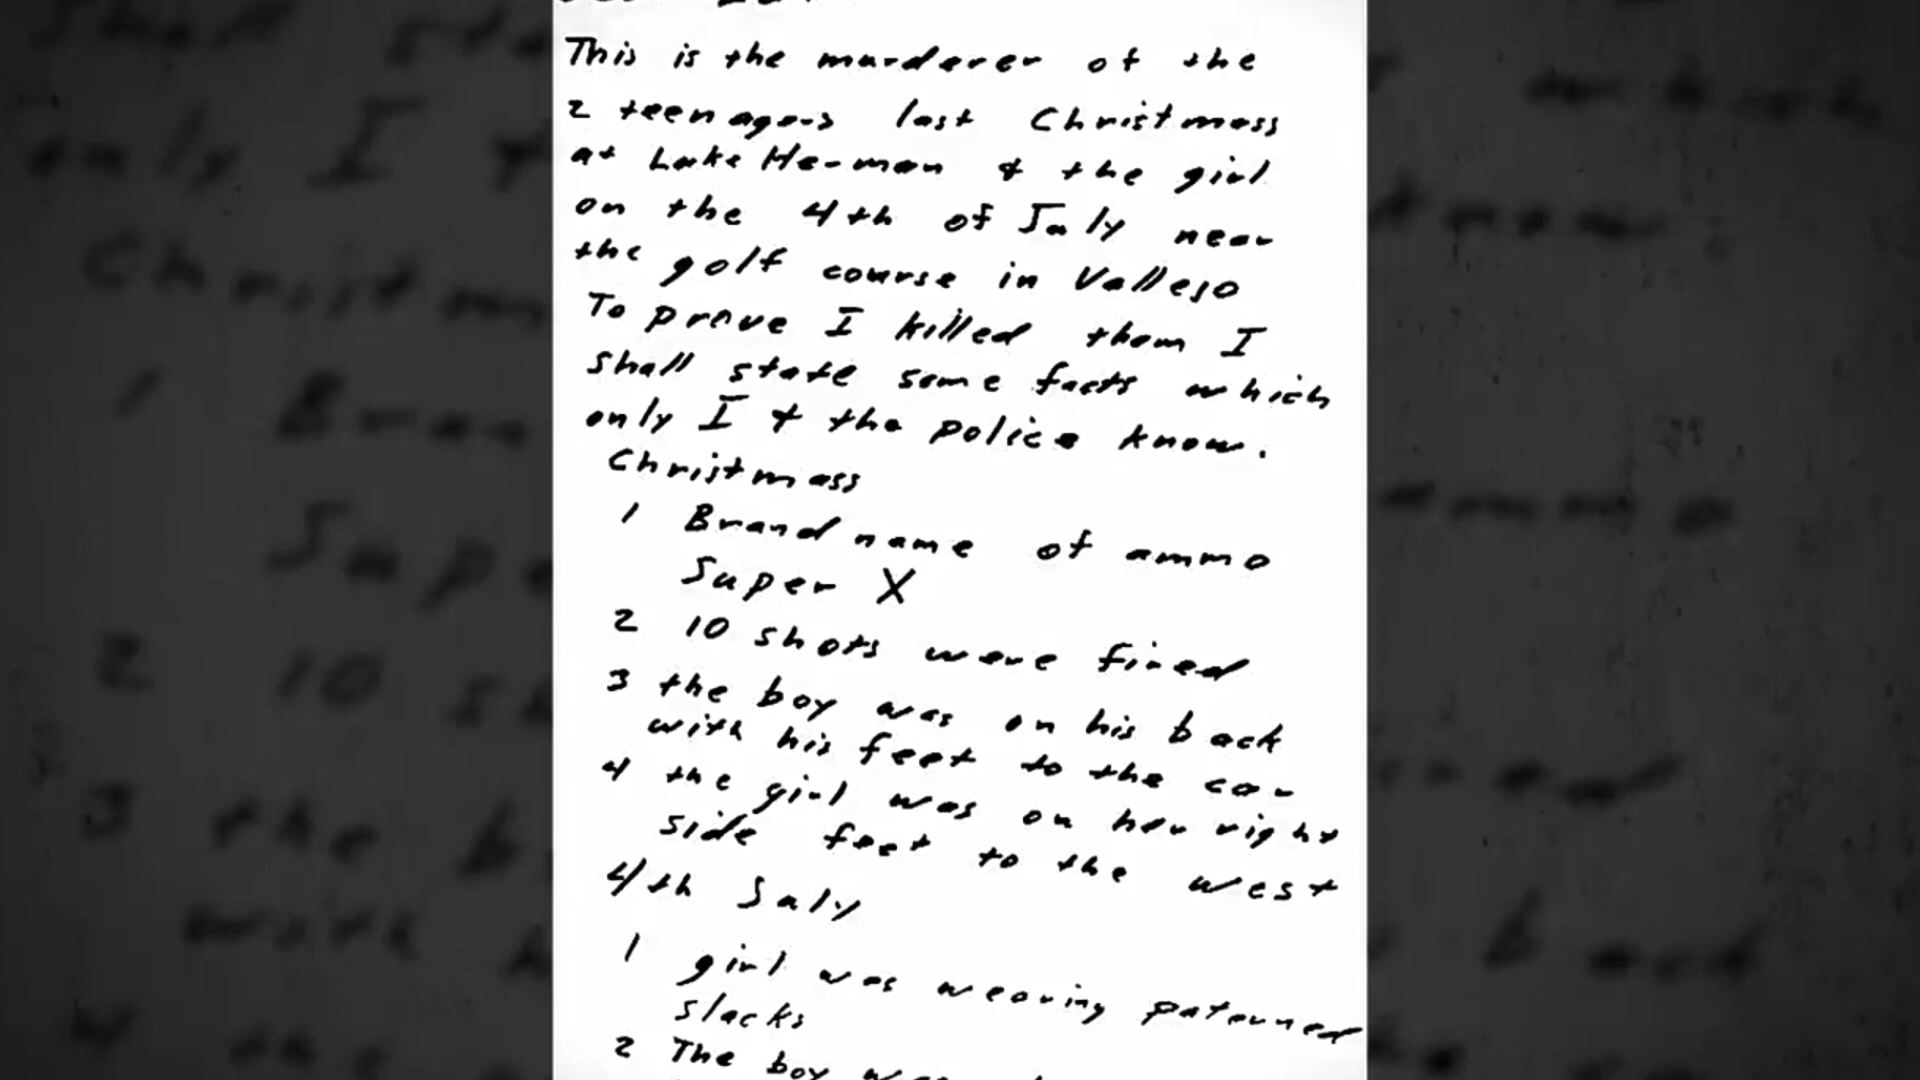 This is the murderer of the
2 teenagers last Christmass
at Lake Herman & the girl
on the 4th of July near
the golf course in Vallejo
To prove I killed them I
shall state some facts which
only I & the police know.
Christmass
1 Brand name of ammo
Super X
2 10 shots were fired
3 the boy was on his back
with his feet to the car
4 the girl was on her right
side feet to the west
4th July
1 girl was wearing paterned
slacks
2 The boy was